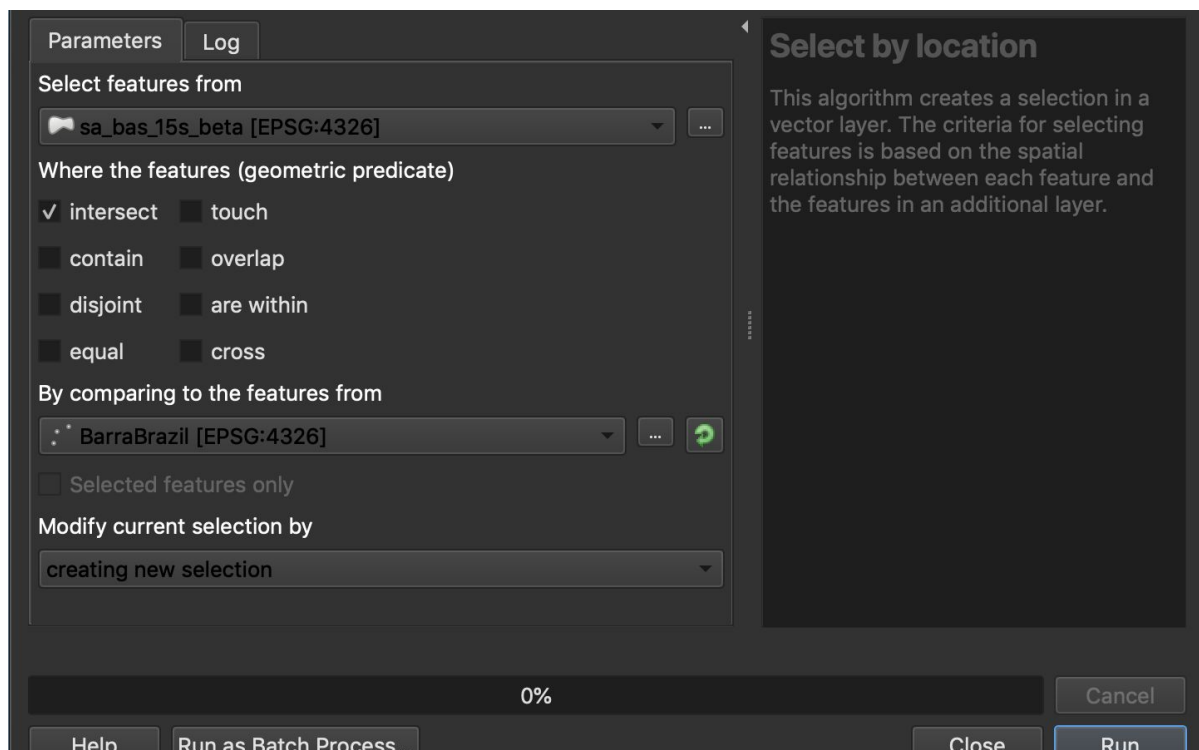 Parameters
Log
Select features from
sa_bas_15s_beta [EPSG:4326]
...
Where the features (geometric predicate)
intersect
touch
contain
overlap
disjoint
are within
equal
cross
By comparing to the features from
BarraBrazil [EPSG:4326]
...
Selected features only
Modify current selection by
creating new selection
Select by location
This algorithm creates a selection in a
vector layer. The criteria for selecting
features is based on the spatial
relationship between each feature and
the features in an additional layer.
0%
Cancel
Help
Run as Batch Process
Close
Run